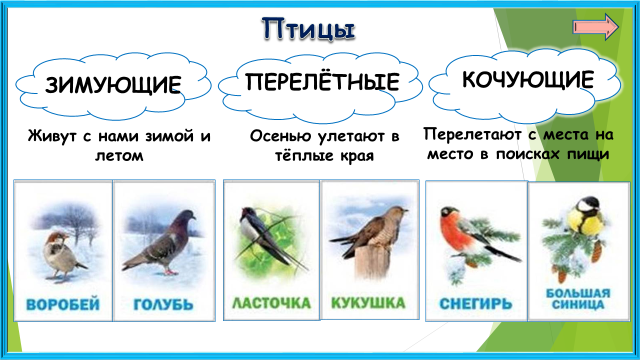 Птицы
ЗИМУЮЩИЕ
Живут с нами зимой и
летом
ВОРОБЕЙ
ГОЛУБЬ
ПЕРЕЛЁТНЫЕ
Осенью улетают в
тёплые края
ЛАСТОЧКА
КУКУШКА
КОЧУЮЩИЕ
Перелетают с места на
место в поисках пищи
СНЕГИРЬ
БОЛЬШАЯ
СИНИЦА